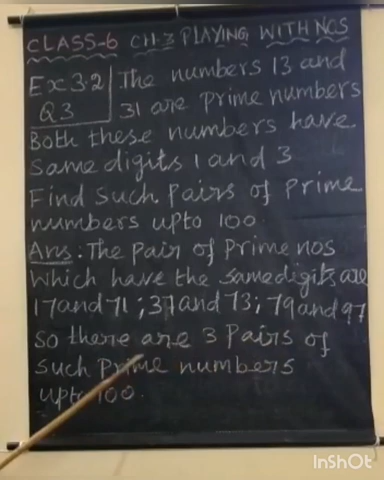 CLASS-6 CH.3 PLAYING WITH NOS
Ex 3.2 The numbers 13 and
Q3 31 are prime numbers
Both these numbers have
Same digits 1 and 3
Find such Pairs of Prime
numbers upto 100.
Ans: The pair of Prime nos
Which have the same digits are
17 and 71; 37 and 73; 79 and 97
So there are 3 Pairs of
such Prime numbers
upto 100.
InShOt